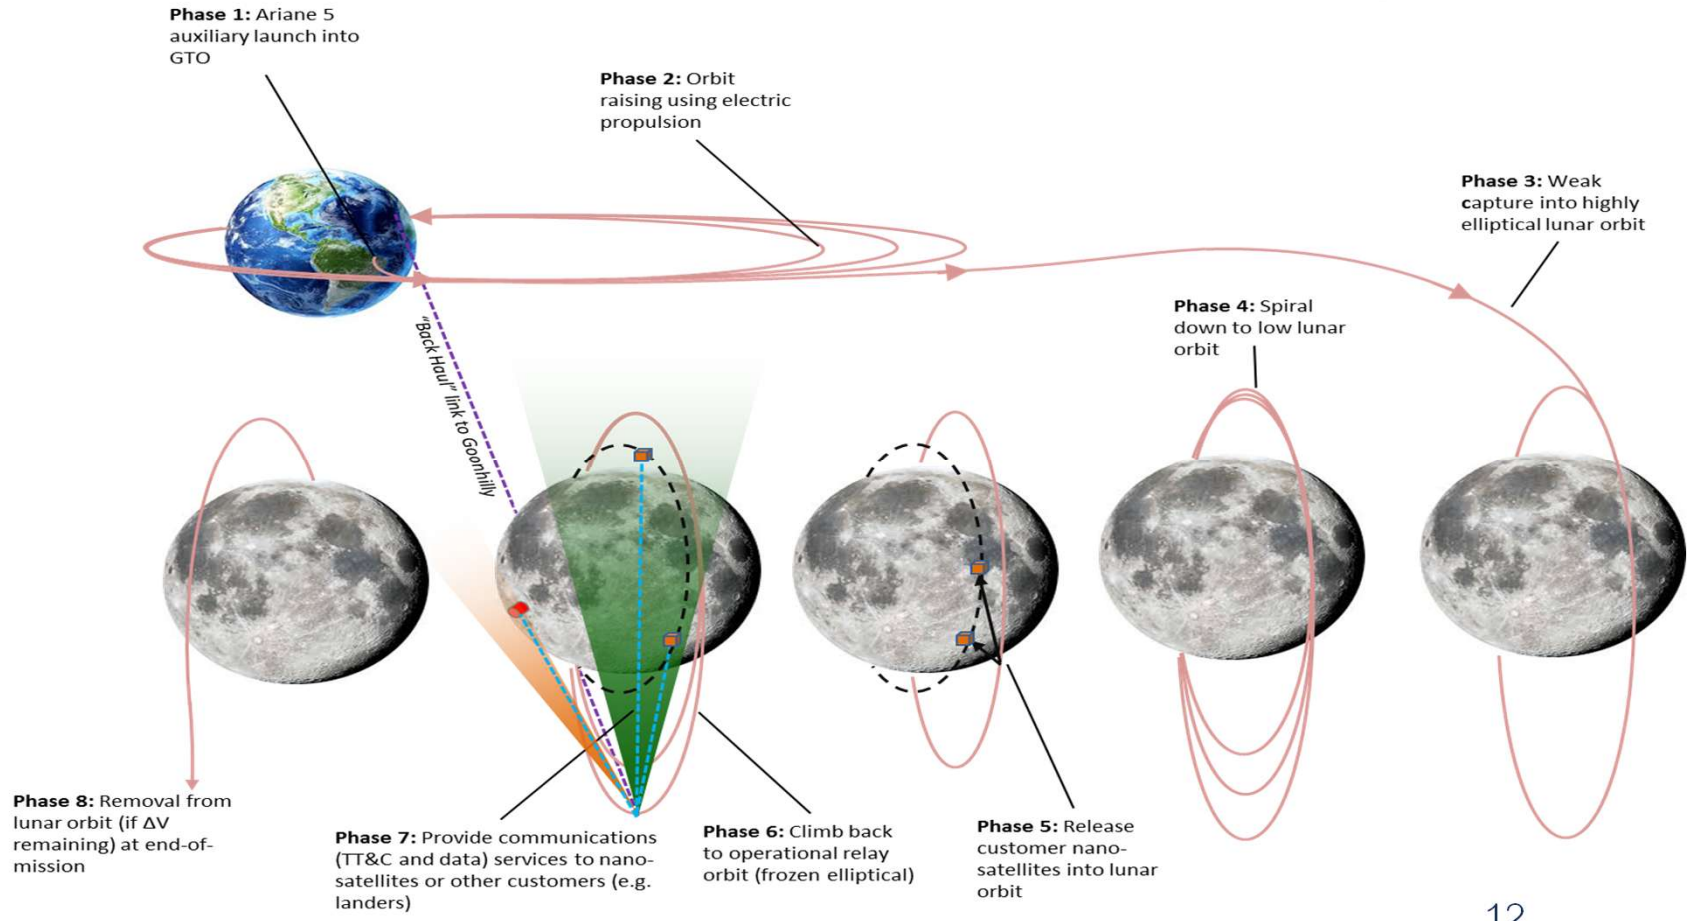 Phase 1: Ariane 5
auxiliary launch into
GTO
Phase 2: Orbit
raising using electric
propulsion
Phase 3: Weak
capture into highly
elliptical lunar orbit
Phase 4: Spiral
down to low lunar
orbit
"Back Haul" link to Goonhilly
Phase 8: Removal from
lunar orbit (if ΔV
remaining) at end-of-
mission
Phase 7: Provide communications
(TT&C and data) services to nano-
satellites or other customers (e.g.
landers)
Phase 6: Climb back
to operational relay
orbit (frozen elliptical)
Phase 5: Release
customer nano-
satellites into lunar
orbit
12